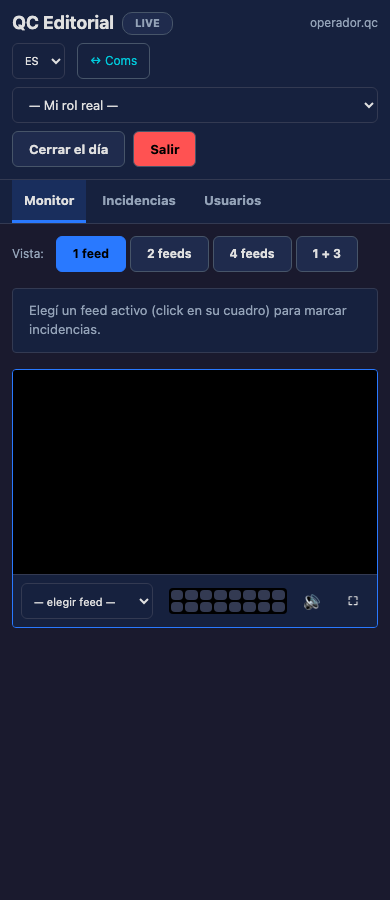 QC Editorial LIVE operador.qc
ES ↔ Coms
— Mi rol real —
Cerrar el día Salir
Monitor Incidencias Usuarios
Vista: 1 feed 2 feeds 4 feeds 1 + 3
Elegí un feed activo (click en su cuadro) para marcar
incidencias.
— elegir feed —